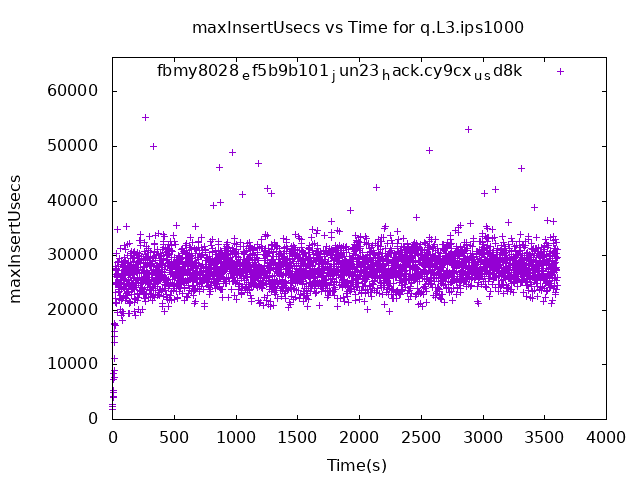 maxInsertUsecs vs Time for q.L3.ips1000
fbmy8028ef5b9b101jun23hack.cy9cxusd8k
60000
50000
40000
30000
20000
10000
0
maxInsertUsecs
0 500 1000 1500 2000 2500 3000 3500 4000
Time(s)